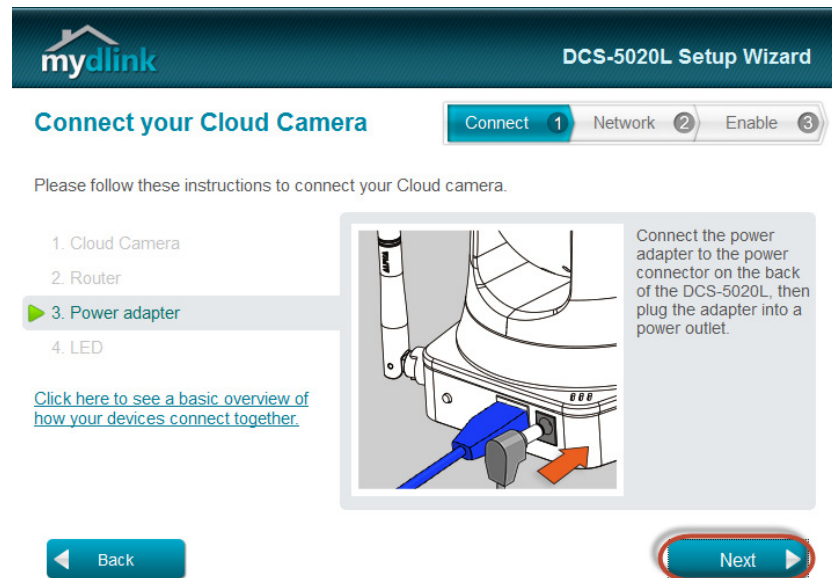 mydlink
DCS-5020L Setup Wizard
Connect your Cloud Camera
Connect 1 Network 2 Enable 3
Please follow these instructions to connect your Cloud camera.
1. Cloud Camera
2. Router
3. Power adapter
4. LED
Click here to see a basic overview of
how your devices connect together.
Connect the power
adapter to the power
connector on the back
of the DCS-5020L, then
plug the adapter into a
power outlet.
Back
Next